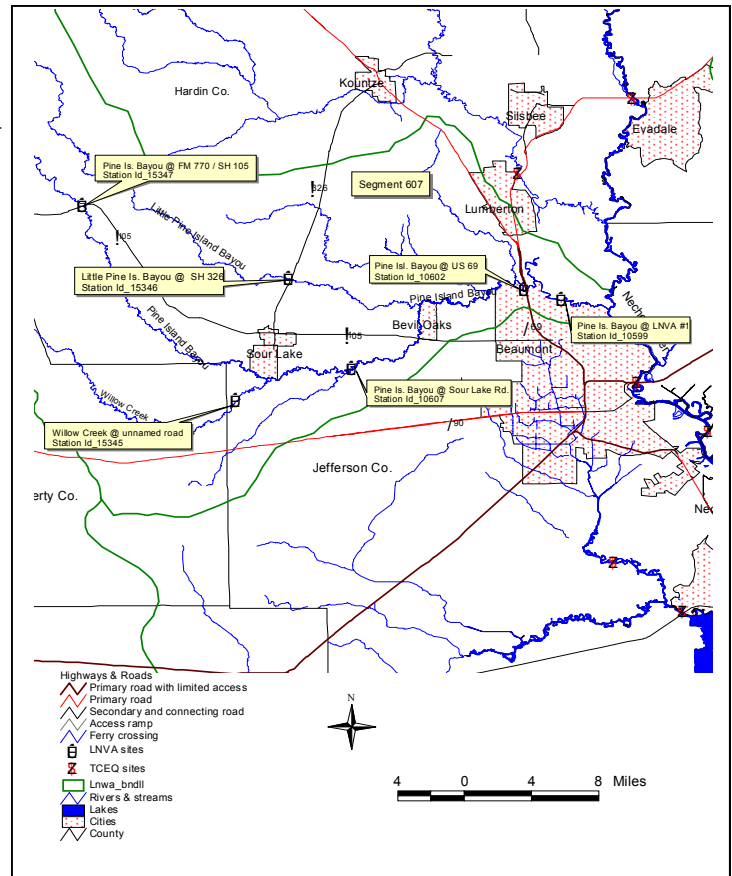 Kountze
Hardin Co.
Silsbee
Evadale
Pine Is. Bayou @ FM 770 / SH 105
Station Id_15347
326
Segment 607
Lumberton
105
Little Pine Island Bayou
Little Pine Is. Bayou @ SH 326
Station Id_15346
Pine Isl. Bayou @ US 69
Station Id_10602
Pine Island Bayou
Pine Island Bayou
Bevil Oaks
69
Pine Is. Bayou @ LNVA #1
Station Id_10599
105
Sour Lake
Beaumont
Pine Is. Bayou @ Sour Lake Rd.
Station Id_10607
Willow Creek
Willow Creek @ unnamed road
Station Id_15345
90
Jefferson Co.
erty Co.
Highways & Roads
Primary road with limited access
Primary road
Secondary and connecting road
Access ramp
Ferry crossing
LNVA sites
TCEQ sites
Lnwa_bndll
Rivers & streams
Lakes
Cities
County
N
4 0 4 8 Miles